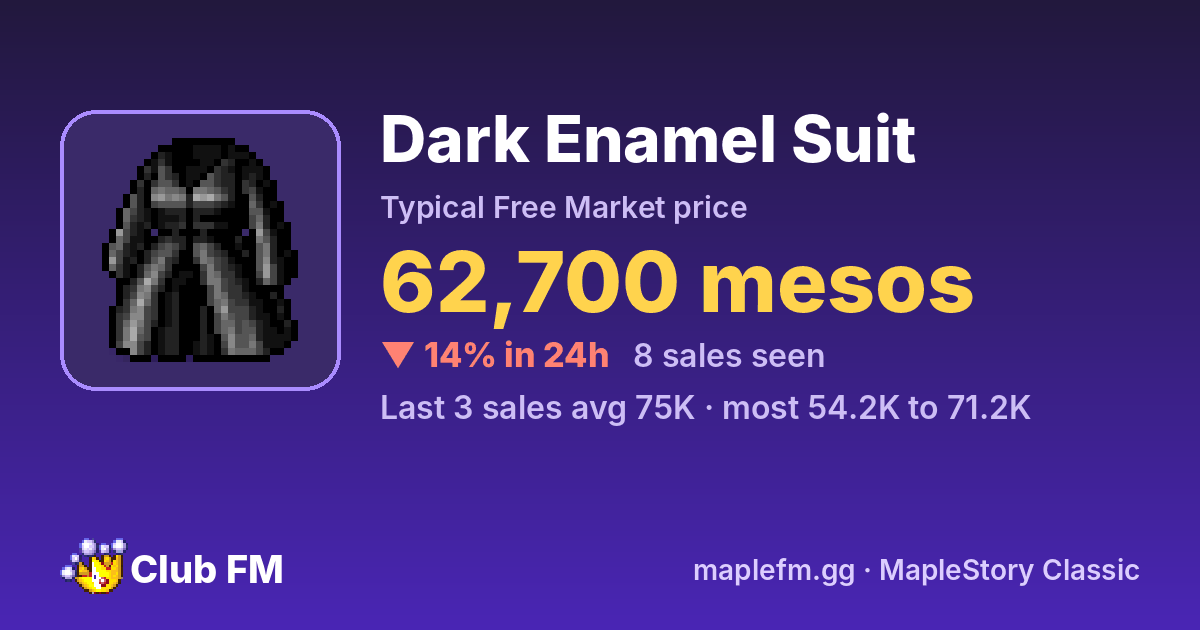 Dark Enamel Suit
Typical Free Market price
62,700 mesos
▼ 14% in 24h 8 sales seen
Last 3 sales avg 75K · most 54.2K to 71.2K
Club FM
maplefm.gg · MapleStory Classic